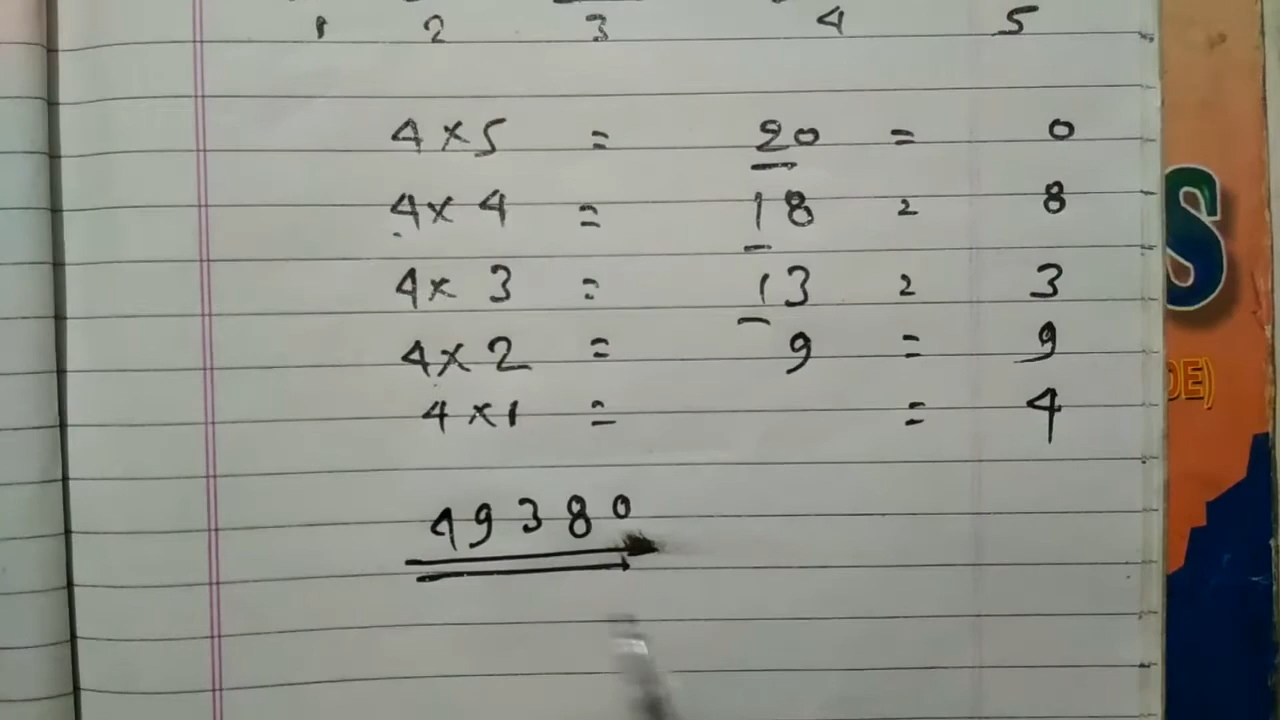 1 2 3 4 5
4 × 5 = 20 = 0
4 × 4 = 18 = 8
4 × 3 = 13 = 3
4 × 2 = 9 = 9
4 × 1 = = 4
49380
S
DE)